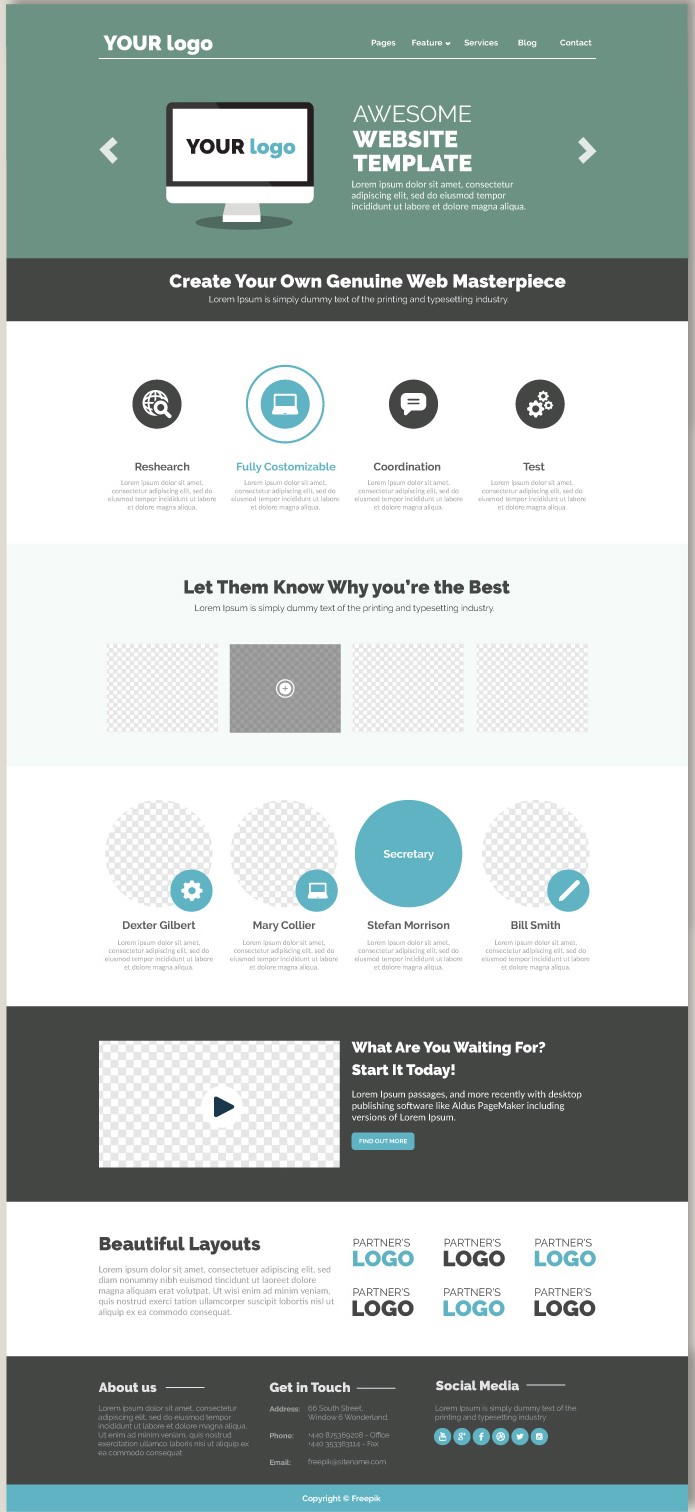 YOUR logo
Pages Feature Services Blog Contact
YOUR logo
AWESOME
WEBSITE
TEMPLATE
Lorem ipsum dolor sit amet, consectetur
adipiscing elit, sed do eiusmod tempor
incididunt ut labore et dolore magna aliqua.
Create Your Own Genuine Web Masterpiece
Lorem Ipsum is simply dummy text of the printing and typesetting industry.
Reshearch
Lorem ipsum dolor sit amet,
consectetur adipiscing elit, sed do
eiusmod tempor incididunt ut labore
et dolore magna aliqua.
Fully Costomizable
Lorem ipsum dolor sit amet,
consectetur adipiscing elit, sed do
eiusmod tempor incididunt ut labore
et dolore magna aliqua.
Coordination
Lorem ipsum dolor sit amet,
consectetur adipiscing elit, sed do
eiusmod tempor incididunt ut labore
et dolore magna aliqua.
Test
Lorem ipsum dolor sit amet,
consectetur adipiscing elit, sed do
eiusmod tempor incididunt ut labore
et dolore magna aliqua.
Let Them Know Why you're the Best
Lorem Ipsum is simply dummy text of the printing and typesetting industry.
Dexter Gilbert
Lorem ipsum dolor sit amet,
consectetur adipiscing elit, sed do
eiusmod tempor incididunt ut labore
et dolore magna aliqua.
Mary Collier
Lorem ipsum dolor sit amet,
consectetur adipiscing elit, sed do
eiusmod tempor incididunt ut labore
et dolore magna aliqua.
Secretary
Stefan Morrison
Lorem ipsum dolor sit amet,
consectetur adipiscing elit, sed do
eiusmod tempor incididunt ut labore
et dolore magna aliqua.
Bill Smith
Lorem ipsum dolor sit amet,
consectetur adipiscing elit, sed do
eiusmod tempor incididunt ut labore
et dolore magna aliqua.
What Are You Waiting For?
Start It Today!
Lorem Ipsum passages, and more recently with desktop
publishing software like Aldus PageMaker including
versions of Lorem Ipsum.
FIND OUT MORE
Beautiful Layouts
Lorem ipsum dolor sit amet, consectetuer adipiscing elit, sed
diam nonummy nibh euismod tincidunt ut laoreet dolore
magna aliquam erat volutpat. Ut wisi enim ad minim veniam,
quis nostrud exerci tation ullamcorper suscipit lobortis nisl ut
aliquip ex ea commodo consequat.
PARTNER'S PARTNER'S PARTNER'S
LOGO LOGO LOGO
PARTNER'S PARTNER'S PARTNER'S
LOGO LOGO LOGO
About us
Lorem ipsum dolor sit amet, consectetur
adipiscing elit, sed do eiusmod tempor
incididunt ut labore et dolore magna aliqua.
Ut enim ad minim veniam, quis nostrud
exercitation ullamco laboris nisi ut aliquip ex
ea commodo consequat
Get in Touch
Address: 66 South Street,
Window 6 Wonderland.
Phone: +440 875369208 - Office
+440 353363114 - Fax
Email: freepik@sitename.com
Social Media
Lorem ipsum is simply dummy text of the
printing and typesetting industry
Copyright © Freepik